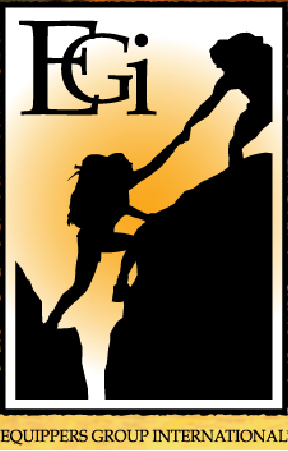 EGi
EQUIPPERS GROUP INTERNATIONAL